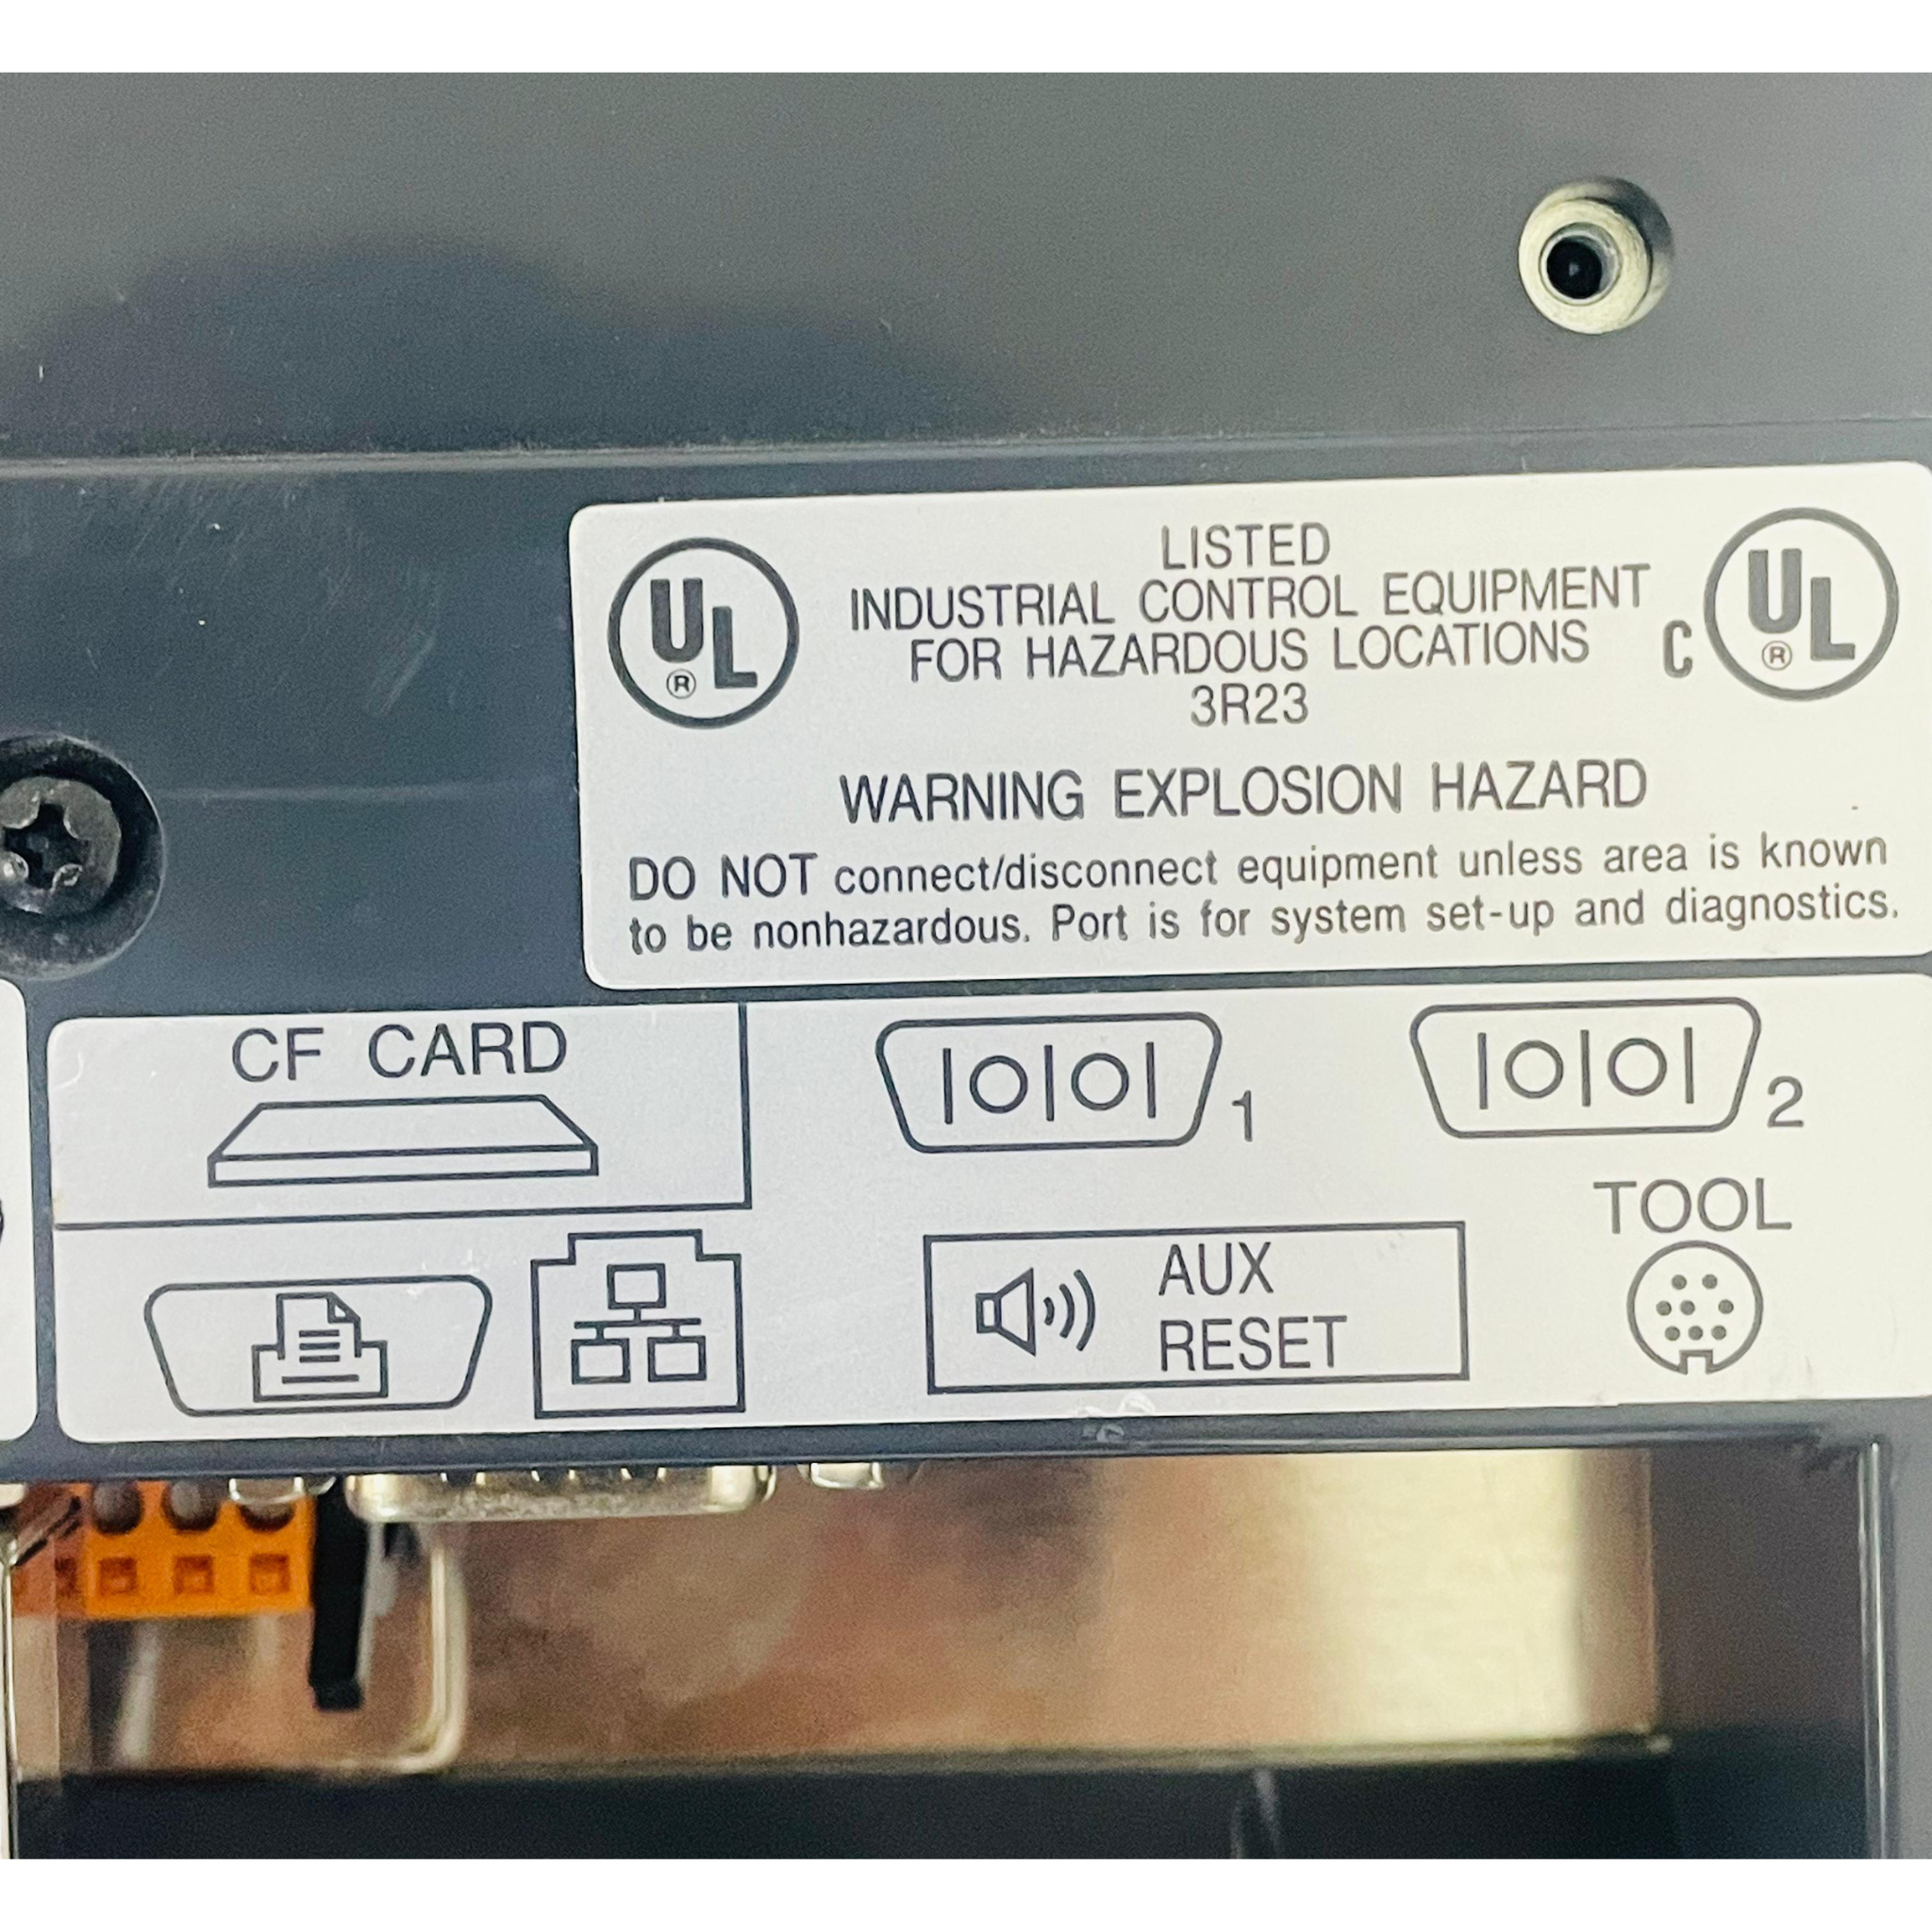 LISTED
INDUSTRIAL CONTROL EQUIPMENT
FOR HAZARDOUS LOCATIONS
3R23
UL ®
C UL ®
WARNING EXPLOSION HAZARD
DO NOT connect/disconnect equipment unless area is known
to be nonhazardous. Port is for system set-up and diagnostics.
CF CARD
|O|O| 1
|O|O| 2
AUX
RESET
TOOL